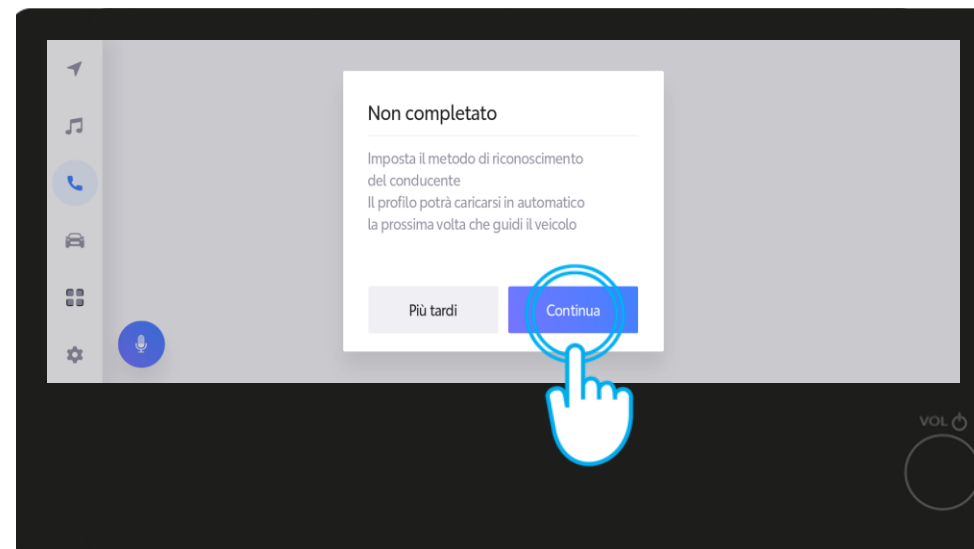 Non completato
Imposta il metodo di riconoscimento
del conducente
Il profilo potrà caricarsi in automatico
la prossima volta che guidi il veicolo
Più tardi
Continua
VOL